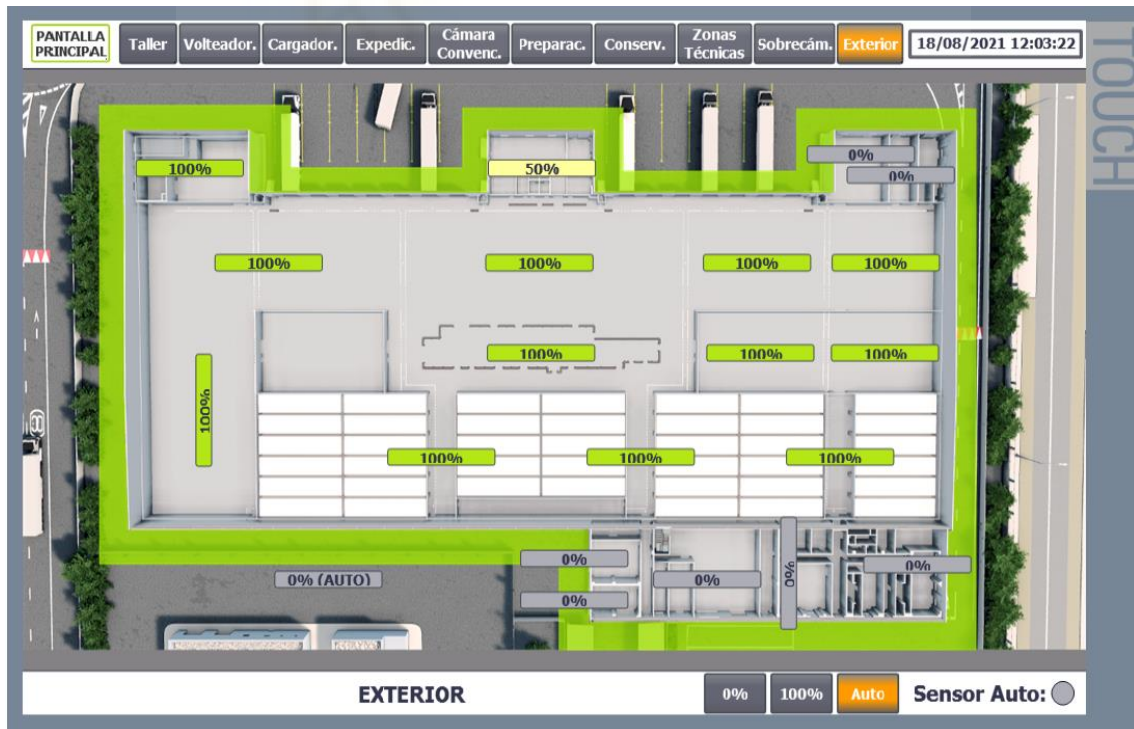 PANTALLA
PRINCIPAL
Taller
Volteador.
Cargador.
Expedic.
Cámara
Convenc.
Preparac.
Conserv.
Zonas
Técnicas
Sobrecám.
Exterior
18/08/2021 12:03:22
TOUCH
0%
100%
50%
0%
100%
100%
100%
100%
100%
100%
100%
100%
100%
100%
100%
0%
0%
0%
0%
0% (AUTO)
0%
EXTERIOR
0%
100%
Auto
Sensor Auto: